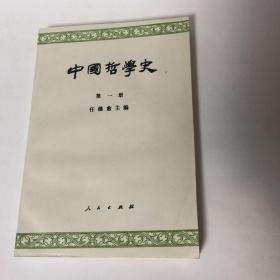 中國哲學史
第一册
任继愈主编
人民出版社